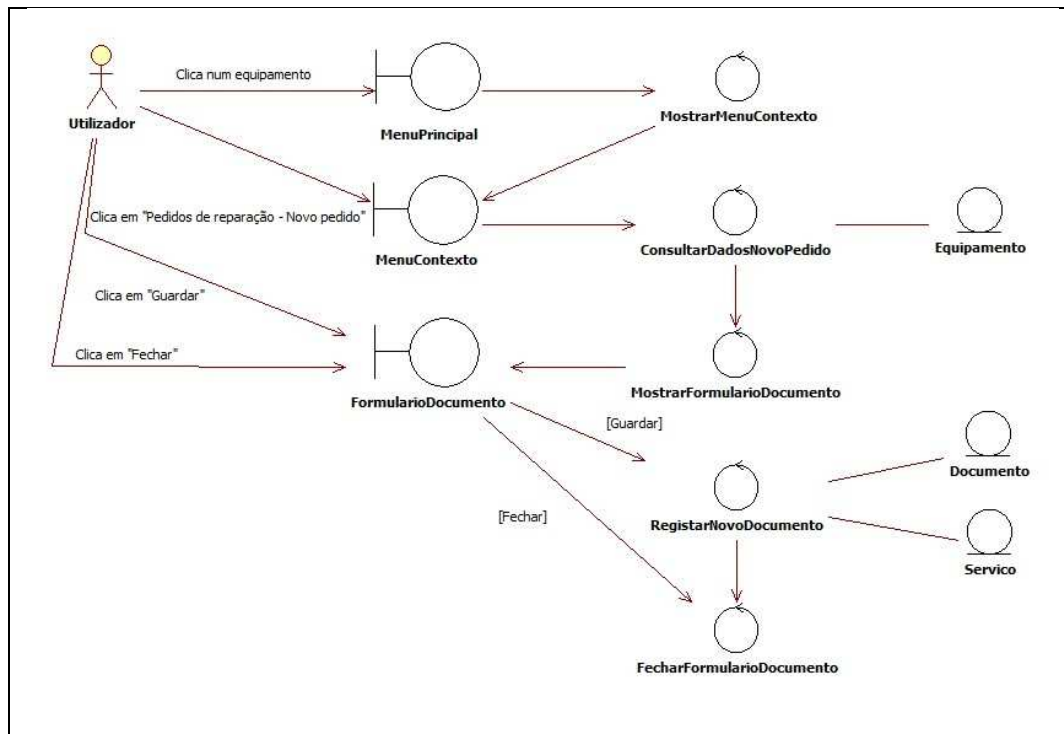 Clica num equipamento
Utilizador
MenuPrincipal
MostrarMenuContexto
Clica em "Pedidos de reparação - Novo pedido"
MenuContexto
ConsultarDadosNovoPedido
Equipamento
Clica em "Guardar"
Clica em "Fechar"
FormularioDocumento
MostrarFormularioDocumento
[Guardar]
Documento
[Fechar]
RegistarNovoDocumento
Servico
FecharFormularioDocumento